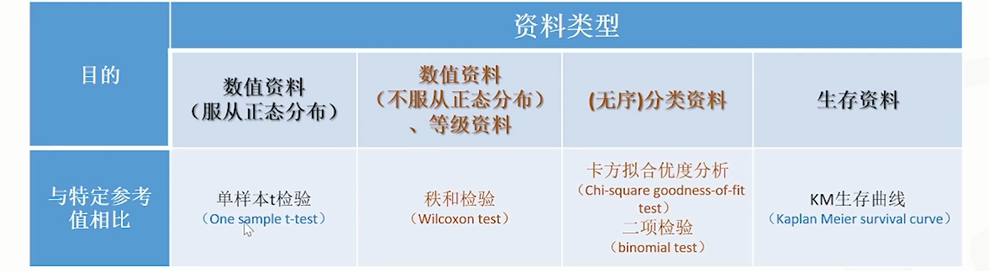 目的
资料类型
数值资料
（服从正态分布）
数值资料
（不服从正态分布）
、等级资料
(无序)分类资料
生存资料
与特定参考
值相比
单样本t检验
（One sample t-test）
秩和检验
（Wilcoxon test）
卡方拟合优度分析
（Chi-square goodness-of-fit
test）
二项检验
（binomial test）
KM生存曲线
（Kaplan Meier survival curve）